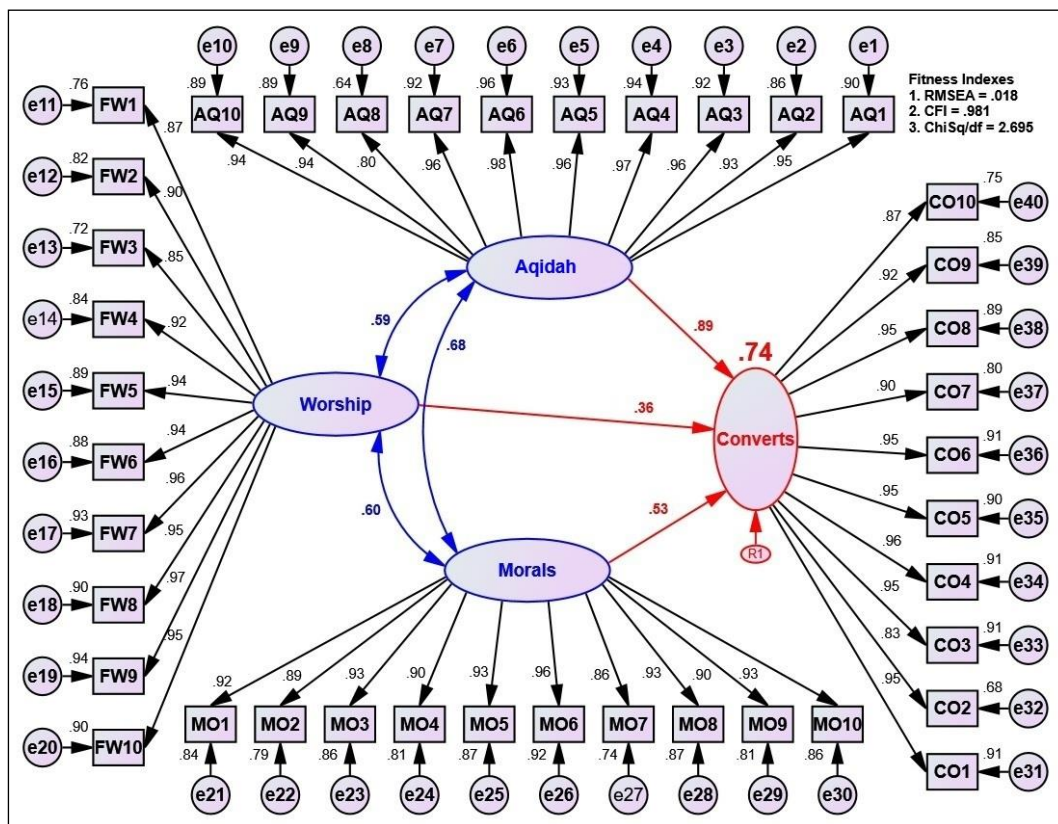 e10 e9 e8 e7 e6 e5 e4 e3 e2 e1
.89 .89 .64 .92 .96 .93 .94 .92 .86 .90
AQ10 AQ9 AQ8 AQ7 AQ6 AQ5 AQ4 AQ3 AQ2 AQ1
.94 .94 .80 .96 .98 .96 .97 .96 .93 .95
Fitness Indexes
1. RMSEA = .018
2. CFI = .981
3. ChiSq/df = 2.695
e11 .76 FW1 .87
e12 .82 FW2 .90
e13 .72 FW3 .85
e14 .84 FW4 .92
e15 .89 FW5 .94
e16 .88 FW6 .94
e17 .93 FW7 .96
e18 .90 FW8 .95
e19 .94 FW9 .97
e20 .90 FW10 .95
Aqidah
.59
.68
.89
Worship
.36
.74
Converts
.60
.53
Morals
R1
.87 CO10 .75 e40
.92 CO9 .85 e39
.95 CO8 .89 e38
.90 CO7 .80 e37
.95 CO6 .91 e36
.95 CO5 .90 e35
.96 CO4 .91 e34
.95 CO3 .91 e33
.83 CO2 .68 e32
.95 CO1 .91 e31
.92 .89 .93 .90 .93 .96 .86 .93 .90 .93
MO1 MO2 MO3 MO4 MO5 MO6 MO7 MO8 MO9 MO10
.84 .79 .86 .81 .87 .92 .74 .87 .81 .86
e21 e22 e23 e24 e25 e26 e27 e28 e29 e30